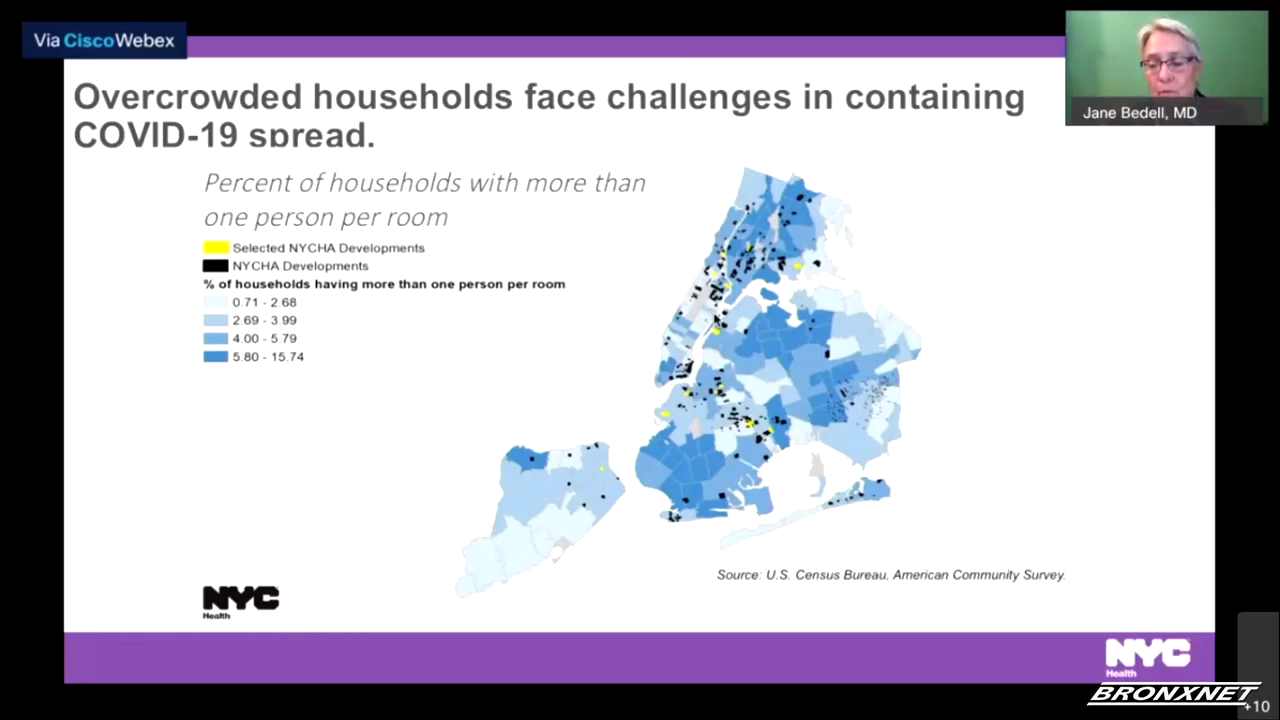 Via Cisco Webex
Overcrowded households face challenges in containing
COVID-19 spread.
Jane Bedell, MD
Percent of households with more than
one person per room
Selected NYCHA Developments
NYCHA Developments
% of households having more than one person per room
0.71 - 2.68
2.69 - 3.99
4.00 - 5.79
5.80 - 15.74
Source: U.S. Census Bureau, American Community Survey.
NYC
Health
NYC
Health
BRONXNET
+10